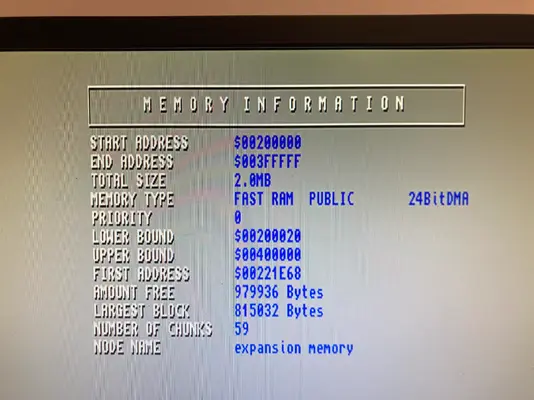 MEMORY INFORMATION
START ADDRESS $00200000
END ADDRESS $003FFFFF
TOTAL SIZE 2.0MB
MEMORY TYPE FAST RAM PUBLIC 24BitDMA
PRIORITY 0
LOWER BOUND $00200020
UPPER BOUND $00400000
FIRST ADDRESS $00221E68
AMOUNT FREE 979936 Bytes
LARGEST BLOCK 815032 Bytes
NUMBER OF CHUNKS 59
NODE NAME expansion memory